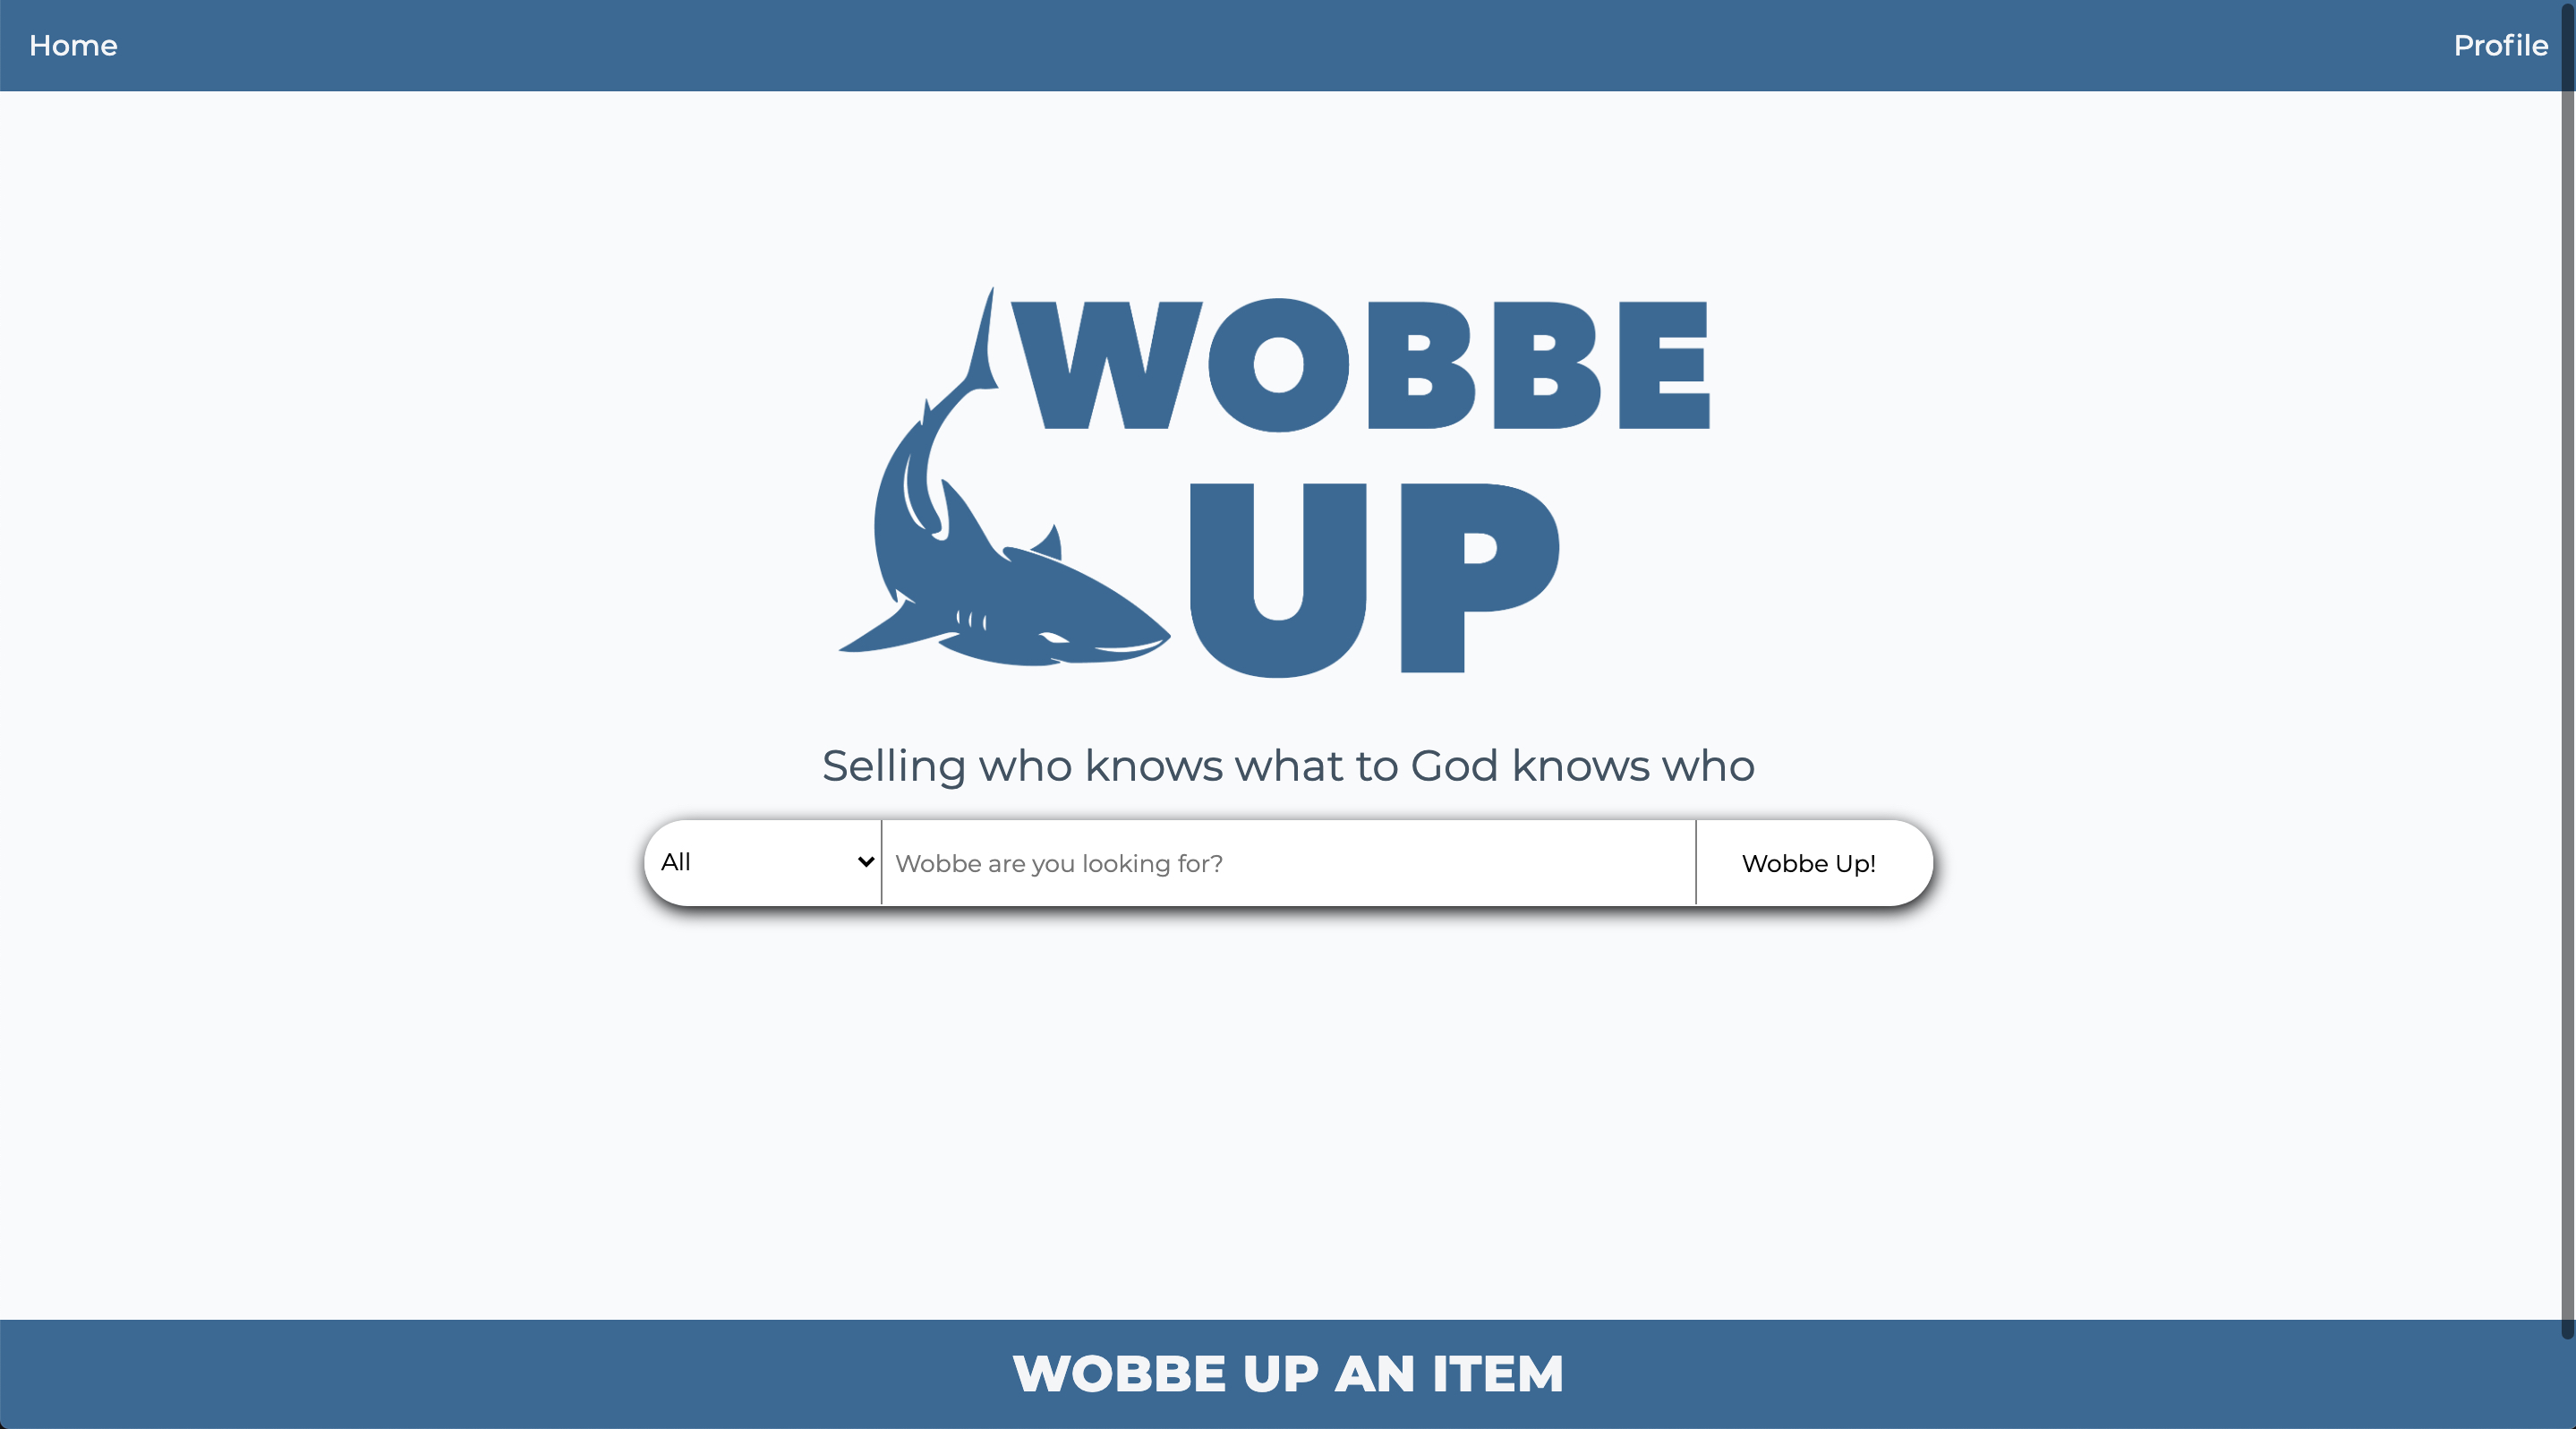 Home
Profile
WOBBE
UP
Selling who knows what to God knows who
All
Wobbe are you looking for?
Wobbe Up!
WOBBE UP AN ITEM